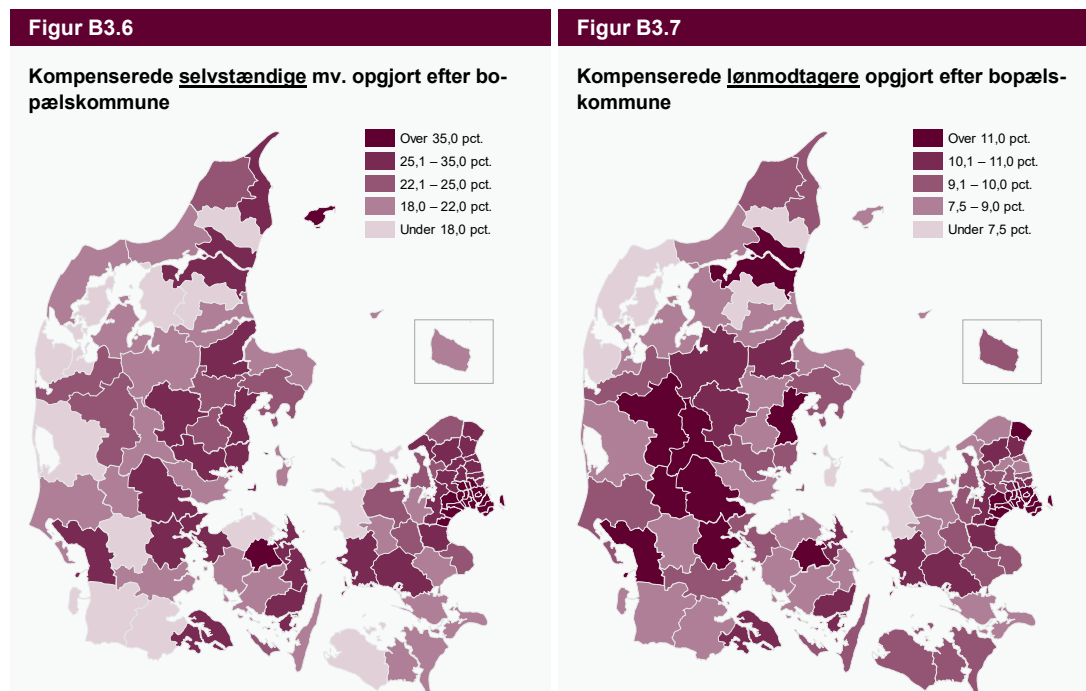 Figur B3.6
Kompenserede selvstændige mv. opgjort efter bo-
pælskommune
Over 35,0 pct.
25,1 – 35,0 pct.
22,1 – 25,0 pct.
18,0 – 22,0 pct.
Under 18,0 pct.
Figur B3.7
Kompenserede lønmodtagere opgjort efter bopæls-
kommune
Over 11,0 pct.
10,1 – 11,0 pct.
9,1 – 10,0 pct.
7,5 – 9,0 pct.
Under 7,5 pct.